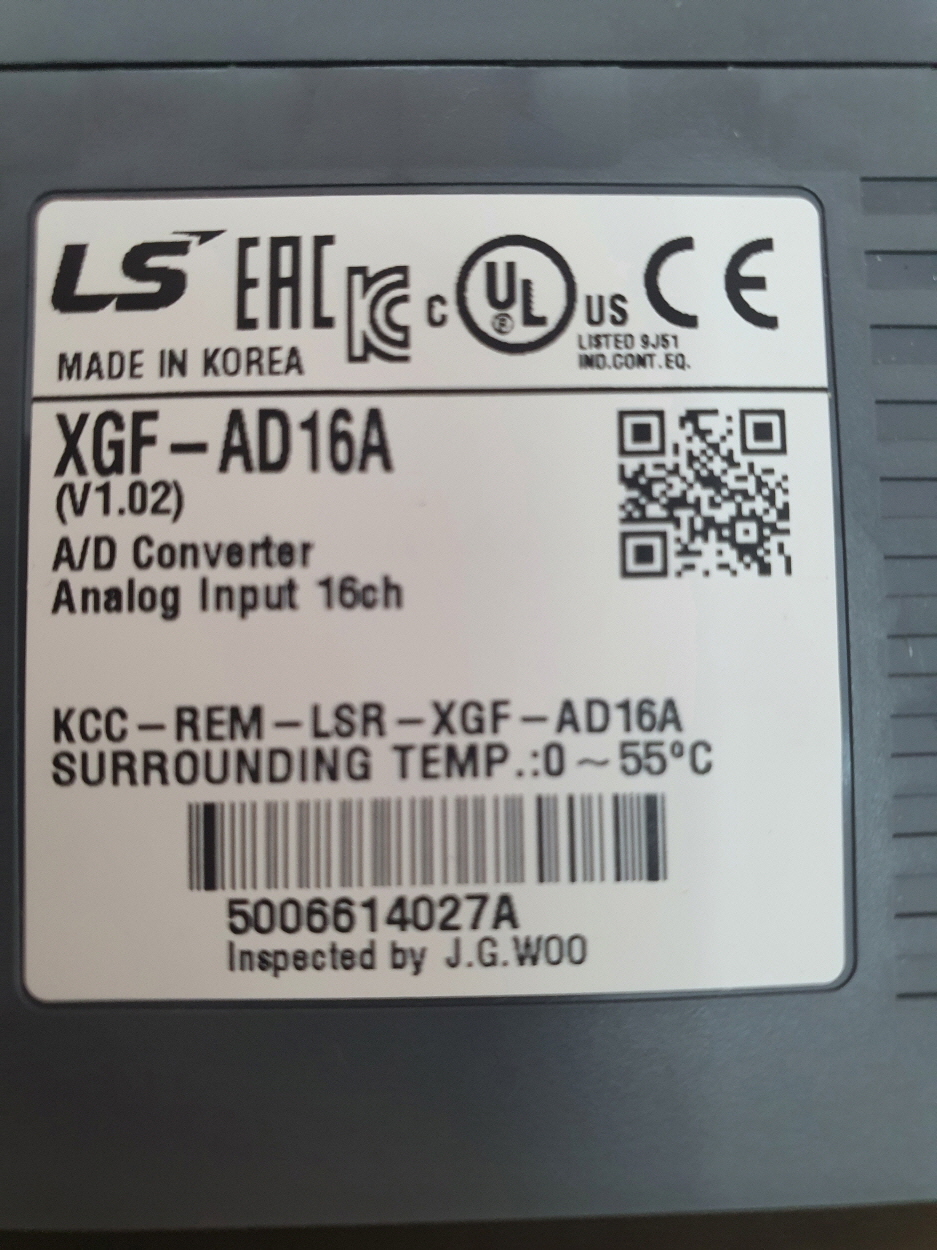 LS EAC KC C UL® US CE
LISTED 9J51
MADE IN KOREA IND.CONT.EQ.
XGF-AD16A
(V1.02)
A/D Converter
Analog Input 16ch
KCC-REM-LSR-XGF-AD16A
SURROUNDING TEMP.:0~55°C
5006614027A
Inspected by J.G.WOO